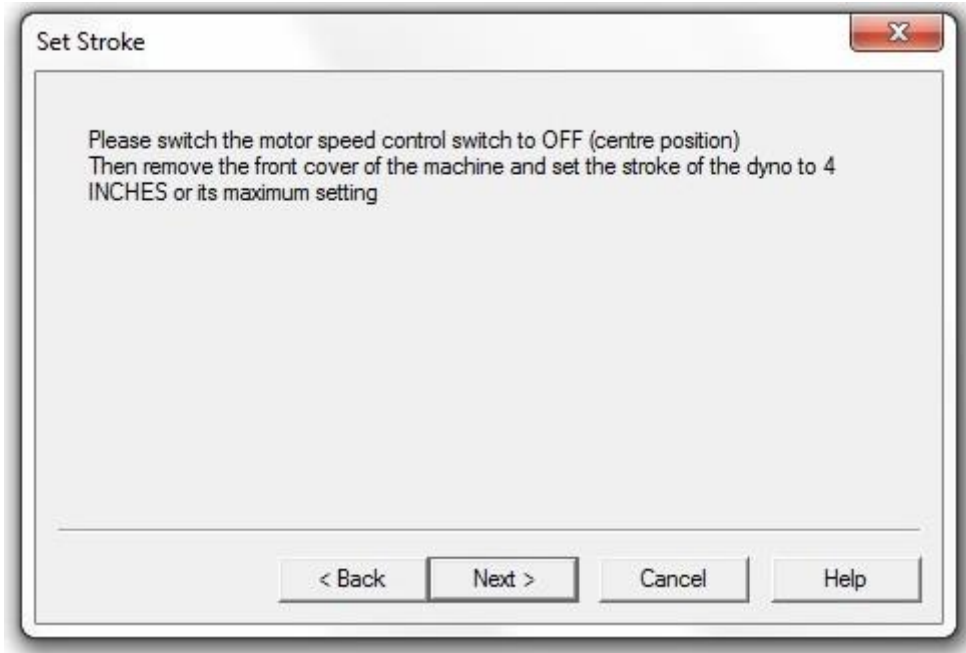 Set Stroke
Please switch the motor speed control switch to OFF (centre position)
Then remove the front cover of the machine and set the stroke of the dyno to 4
INCHES or its maximum setting
< Back
Next >
Cancel
Help